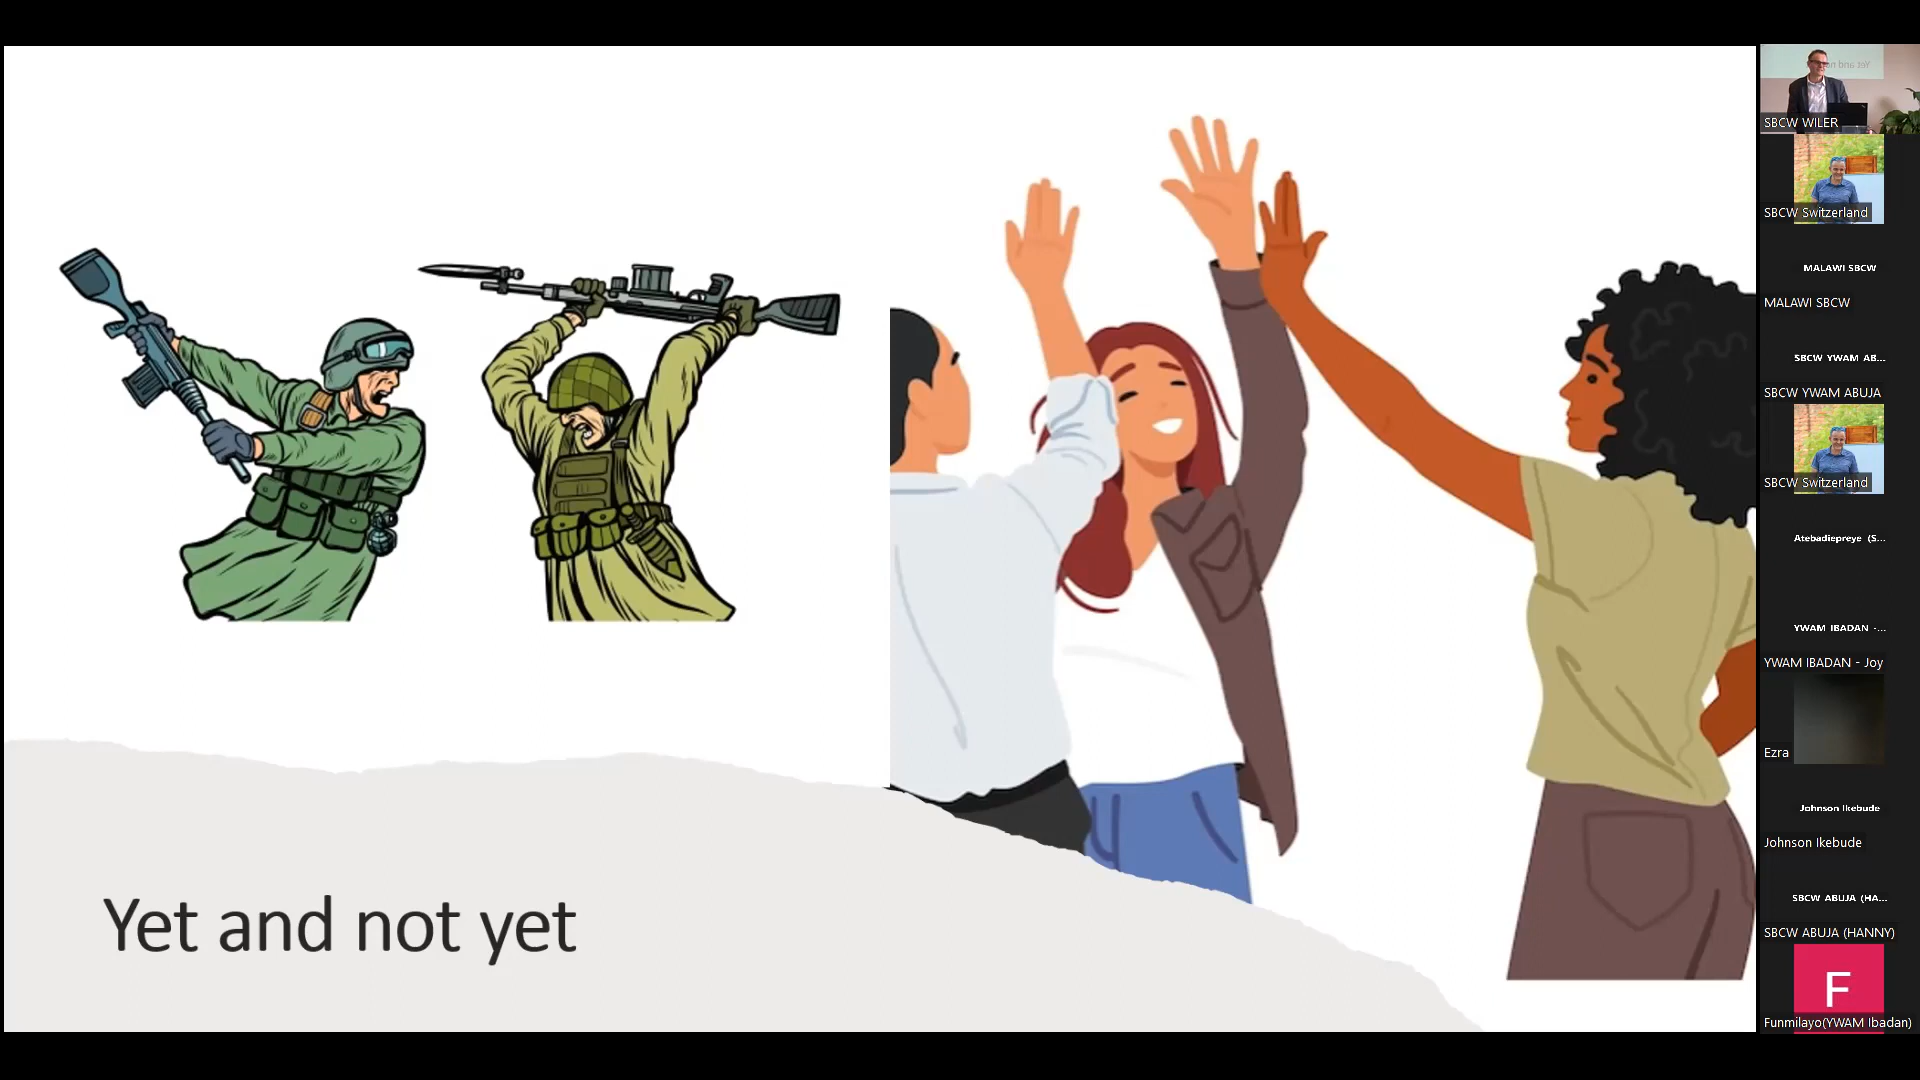 Yet and not yet
SBCW WILER
SBCW Switzerland
MALAWI SBCW
MALAWI SBCW
SBCW YWAM AB...
SBCW YWAM ABUJA
SBCW Switzerland
Atebadiepreye (S...
YWAM IBADAN -...
YWAM IBADAN - Joy
Ezra
Johnson Ikebude
Johnson Ikebude
SBCW ABUJA (HA...
SBCW ABUJA (HANNY)
F
Funmilayo(YWAM Ibadan)